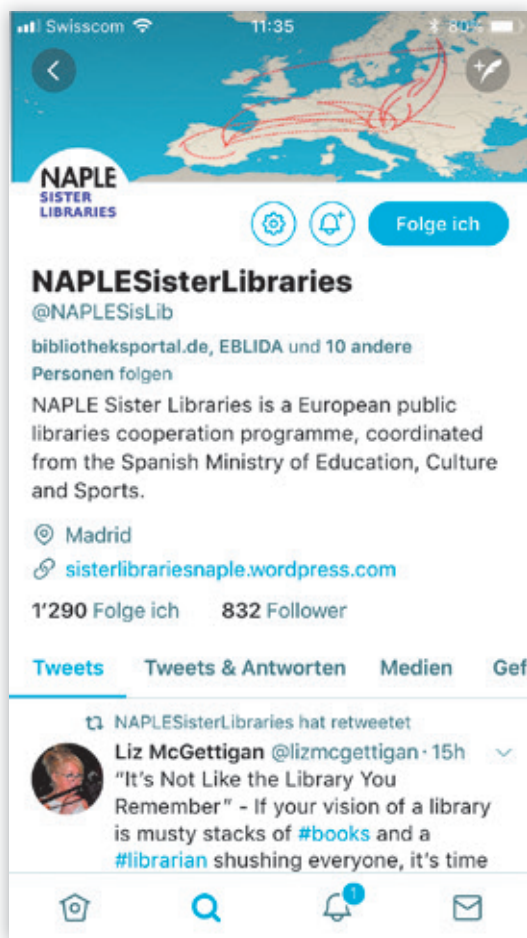 Swisscom 11:35 80%
NAPLE
SISTER
LIBRARIES
Folge ich
NAPLESisterLibraries
@NAPLESisLib
bibliotheksportal.de, EBLIDA und 10 andere
Personen folgen
NAPLE Sister Libraries is a European public
libraries cooperation programme, coordinated
from the Spanish Ministry of Education, Culture
and Sports.
Madrid
sisterlibrariesnaple.wordpress.com
1'290 Folge ich 832 Follower
Tweets Tweets & Antworten Medien Gef
NAPLESisterLibraries hat retweetet
Liz McGettigan @lizmcgettigan · 15h
"It's Not Like the Library You
Remember" - If your vision of a library
is musty stacks of #books and a
#librarian shushing everyone, it's time
1